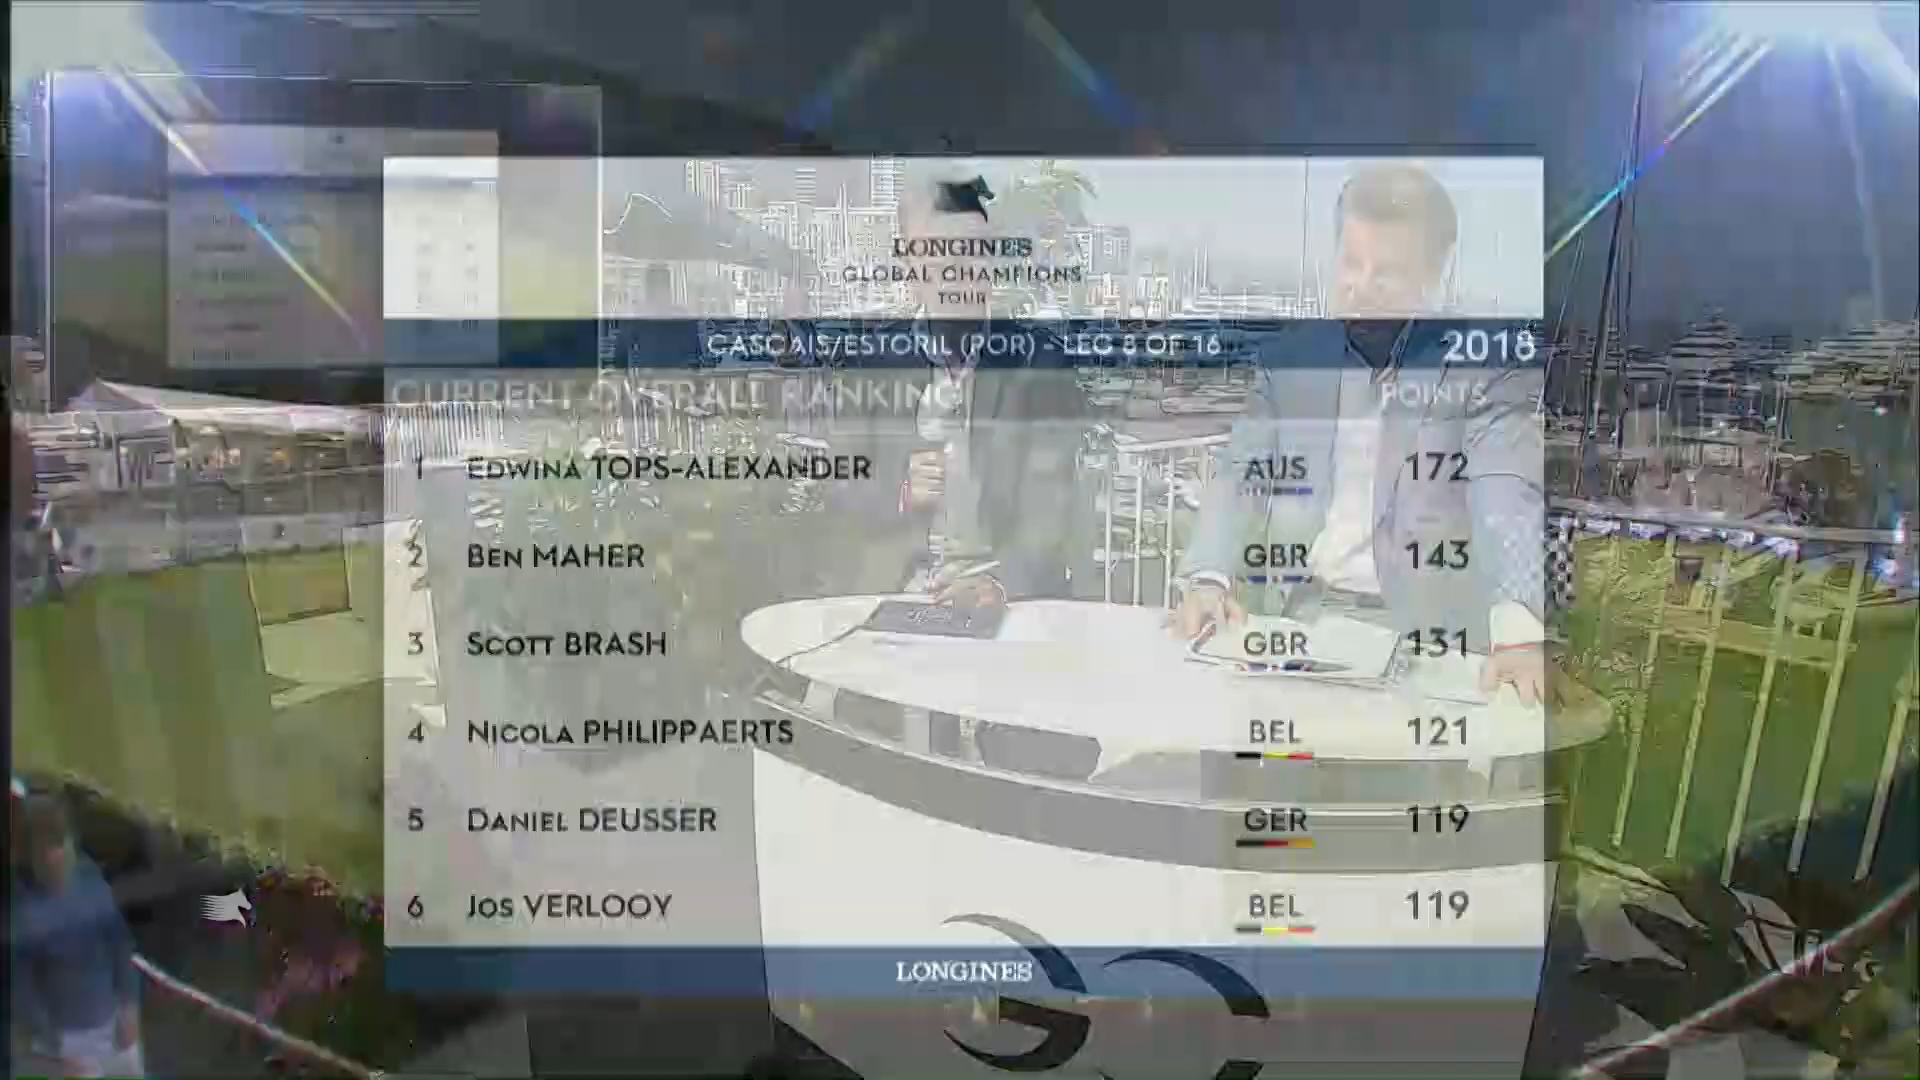 LONGINES
GLOBAL CHAMPIONS
TOUR
CASCAIS/ESTORIL (POR) - LEG 8 OF 16 2018
CURRENT OVERALL RANKING POINTS
1 EDWINA TOPS-ALEXANDER AUS 172
2 BEN MAHER GBR 143
3 SCOTT BRASH GBR 131
4 NICOLA PHILIPPAERTS BEL 121
5 DANIEL DEUSSER GER 119
6 JOS VERLOOY BEL 119
LONGINES